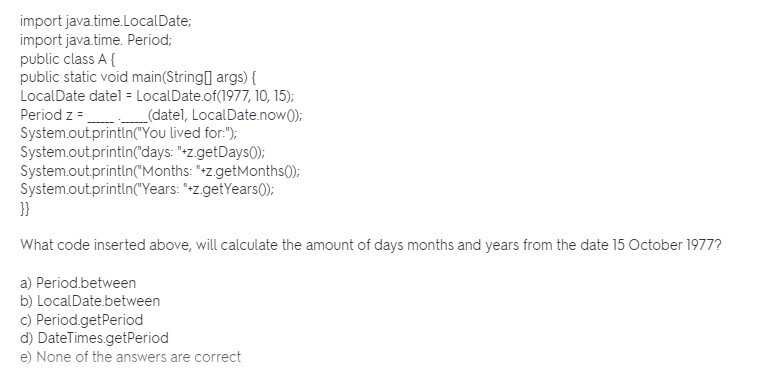 import java.time.LocalDate;
import java.time. Period;
public class A {
public static void main(String[] args) {
LocalDate date1 = LocalDate.of(1977, 10, 15);
Period z = ______ .______(date1, LocalDate.now());
System.out.println("You lived for:");
System.out.println("days: "+z.getDays());
System.out.println("Months: "+z.getMonths());
System.out.println("Years: "+z.getYears());
}}
What code inserted above, will calculate the amount of days months and years from the date 15 October 1977?
a) Period.between
b) LocalDate.between
c) Period.getPeriod
d) DateTimes.getPeriod
e) None of the answers are correct